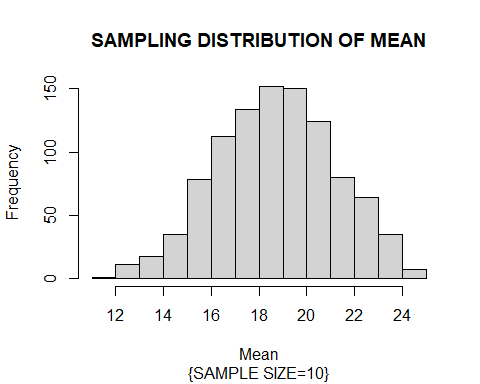 SAMPLING DISTRIBUTION OF MEAN
Frequency
150
100
50
0
12 14 16 18 20 22 24
Mean
{SAMPLE SIZE=10}